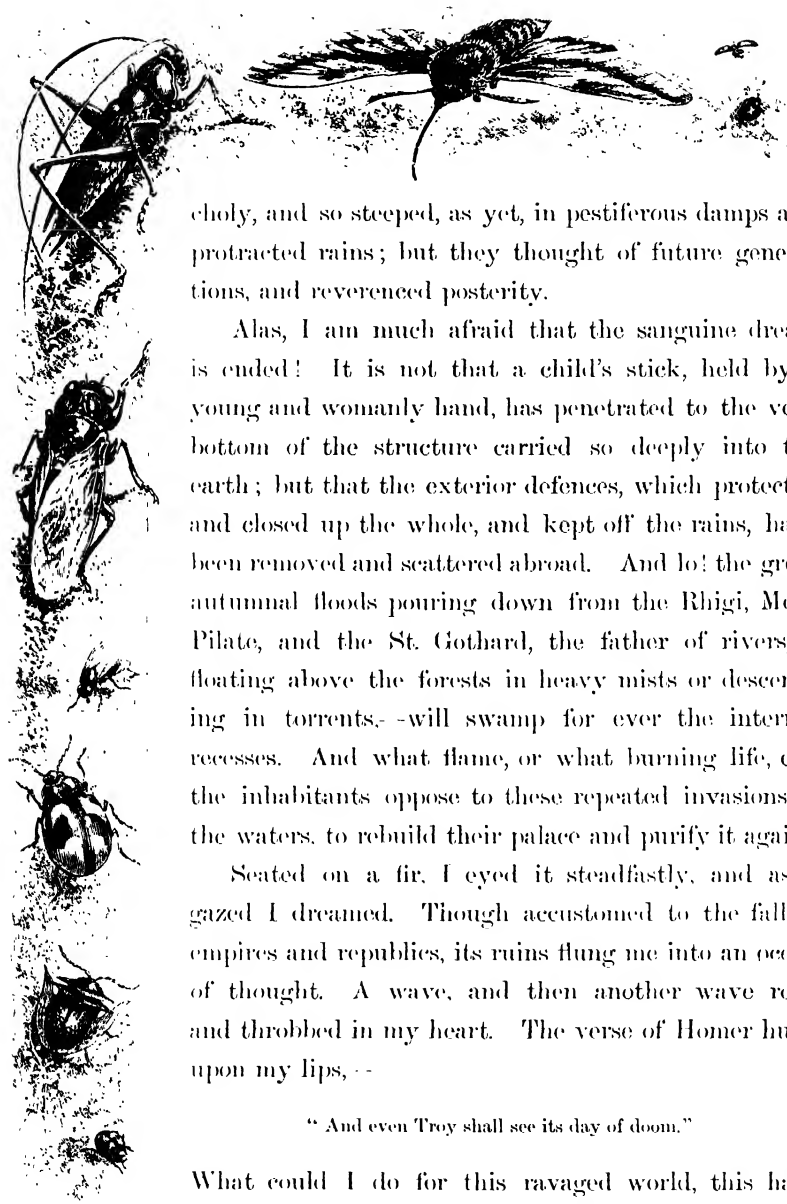 choly, and so steeped, as yet, in pestiferous damps a
protracted rains; but they thought of future gene
tions, and reverenced posterity.
Alas, I am much afraid that the sanguine drea
is ended! It is not that a child's stick, held by
young and womanly hand, has penetrated to the ve
bottom of the structure carried so deeply into t
earth; but that the exterior defences, which protect
and closed up the whole, and kept off the rains, ha
been removed and scattered abroad. And lo! the gre
autumnal floods pouring down from the Rhigi, Mo
Pilate, and the St. Gothard, the father of rivers
floating above the forests in heavy mists or descen
ing in torrents,--will swamp for ever the inter
recesses. And what flame, or what burning life, c
the inhabitants oppose to these repeated invasions
the waters, to rebuild their palace and purify it agai
Seated on a fir, I eyed it steadfastly, and as
gazed I dreamed. Though accustomed to the fall
empires and republics, its ruins flung me into an oce
of thought. A wave, and then another wave ro
and throbbed in my heart. The verse of Homer hu
upon my lips,--
"And even Troy shall see its day of doom."
What could I do for this ravaged world, this ha